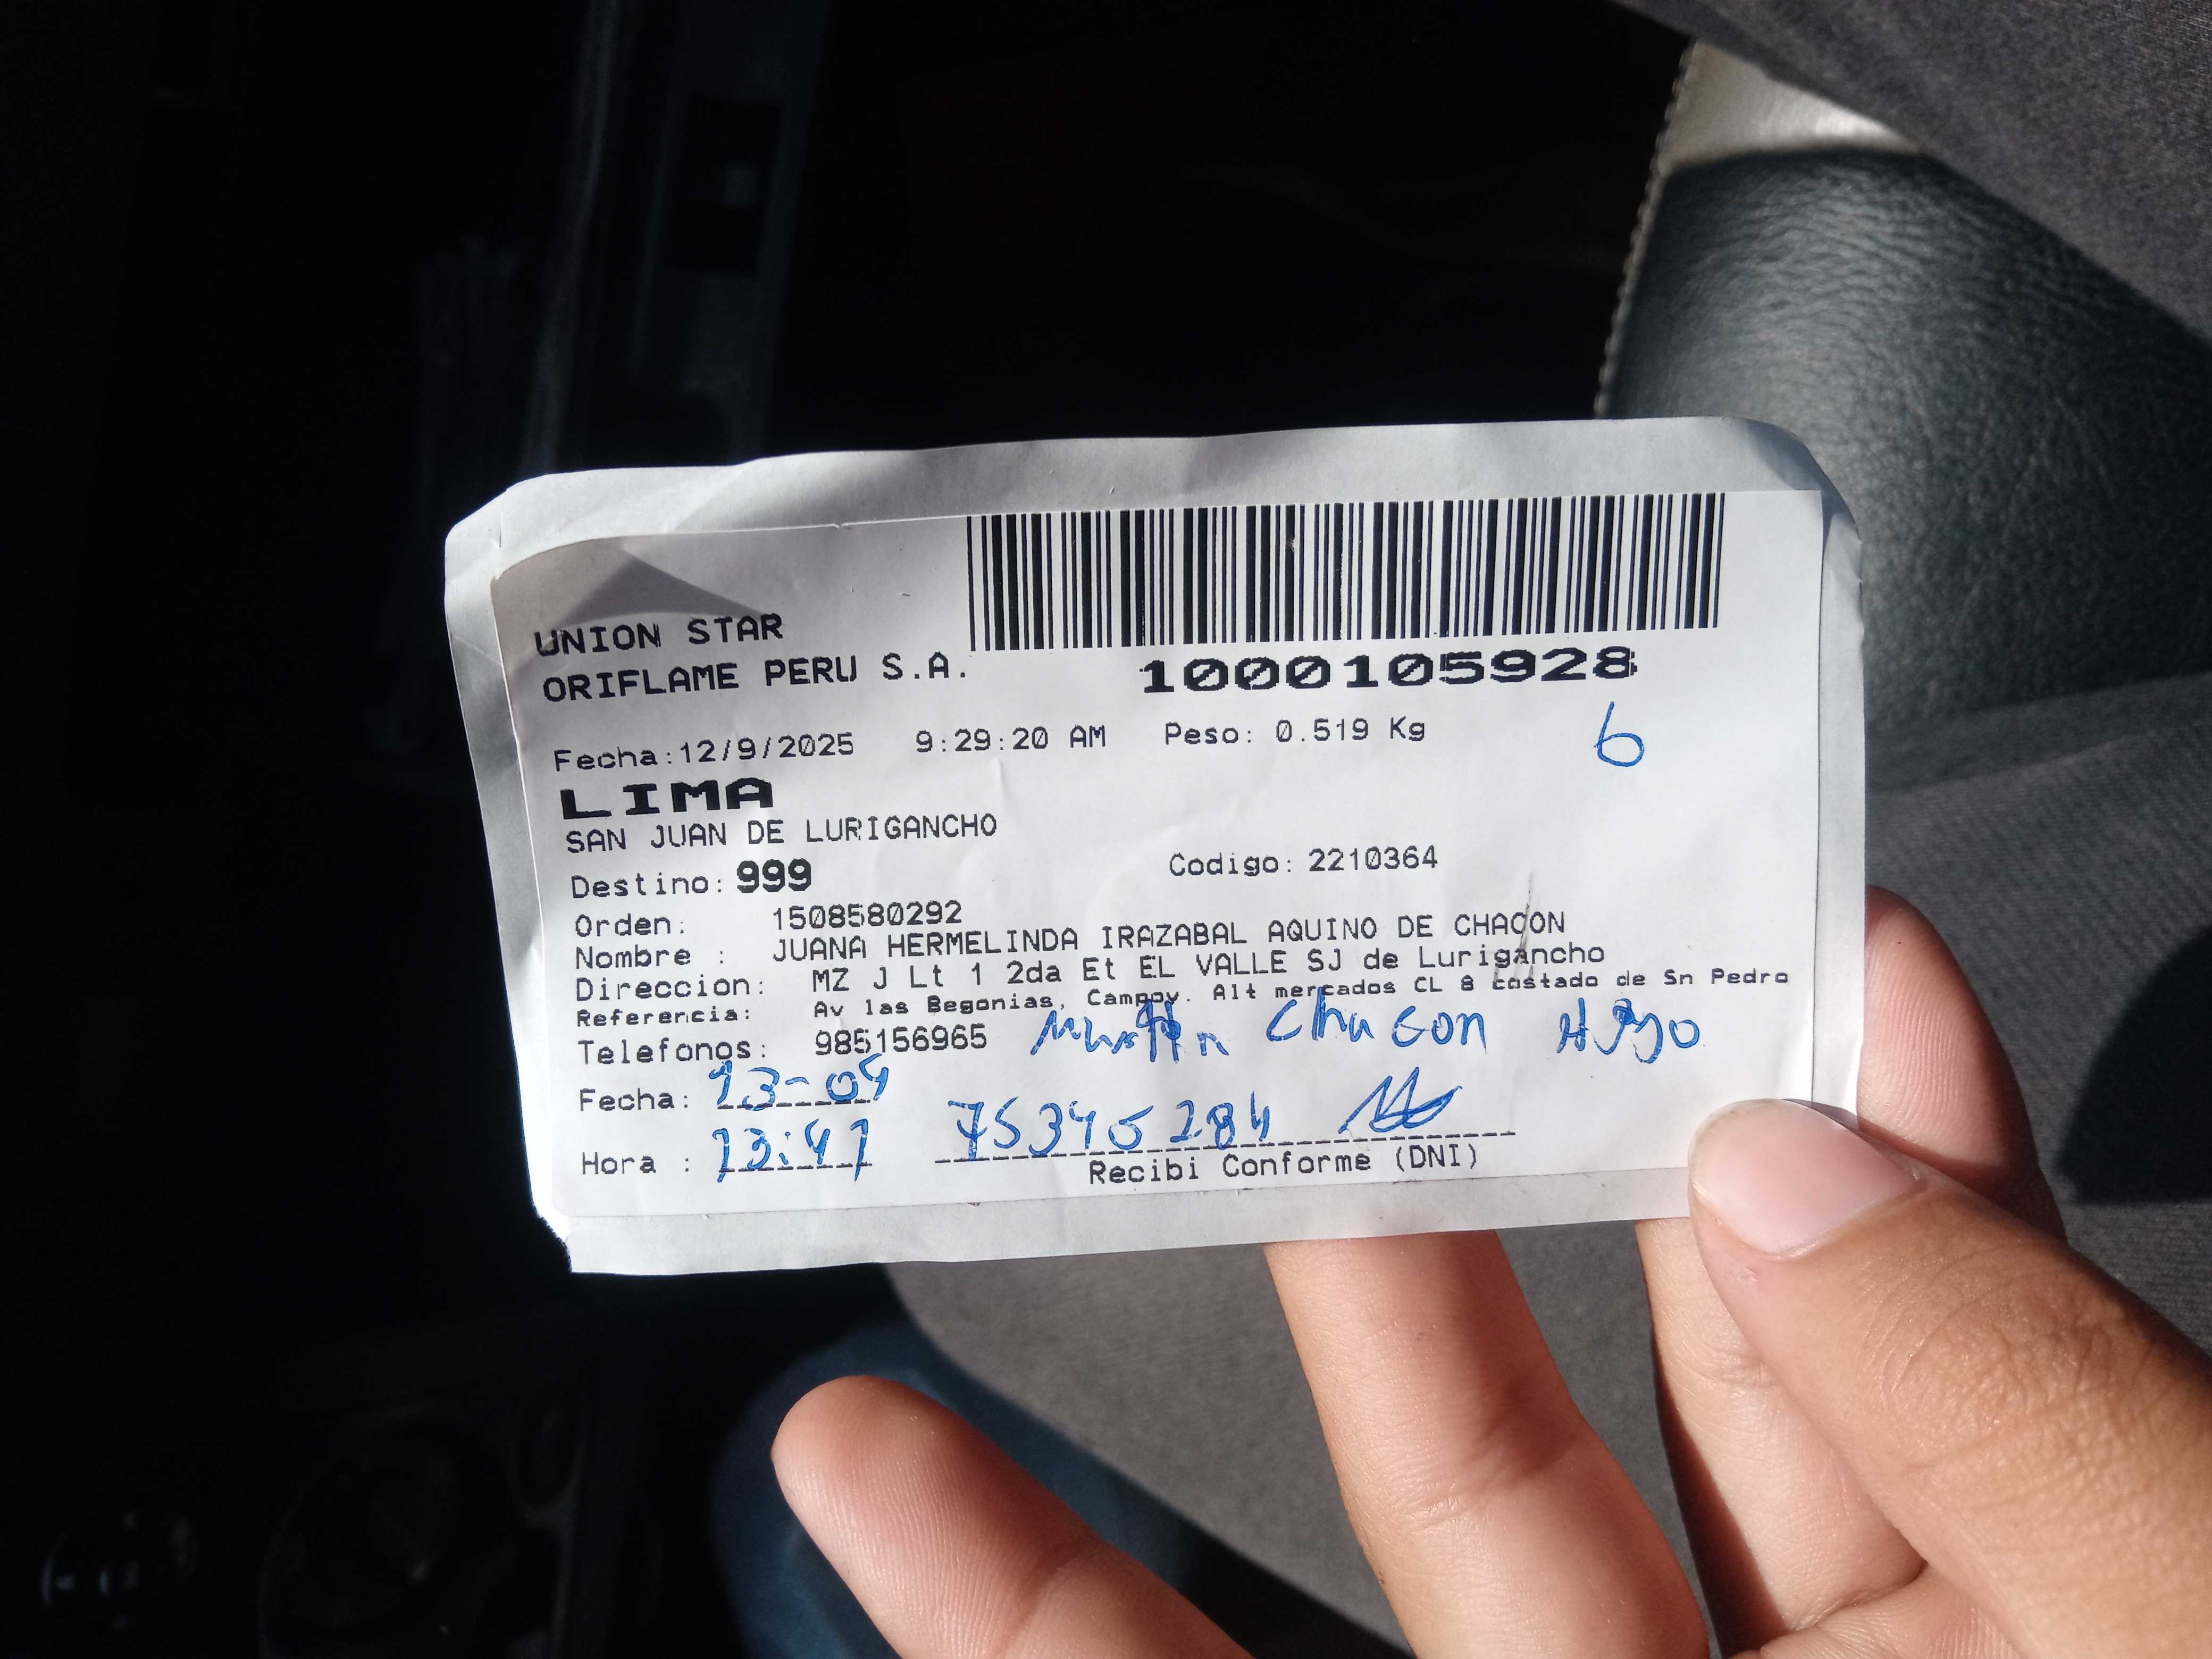 UNION STAR
ORIFLAME PERU S.A.
1000105928
6
Fecha:12/9/2025 9:29:20 AM Peso: 0.519 Kg
LIMA
SAN JUAN DE LURIGANCHO
Destino: 999 Codigo: 2210364
Orden: 1508580292
Nombre : JUANA HERMELINDA IRAZABAL AQUINO DE CHACON
Direccion: MZ J Lt 1 2da Et EL VALLE SJ de Lurigancho
Referencia: Av las Begonias, Campoy. Alt mercados CL 8 costado de Sn Pedro
Telefonos: 985156965 Chacon
Fecha: 13-09
Hora : 13:41
Recibi Conforme (DNI)